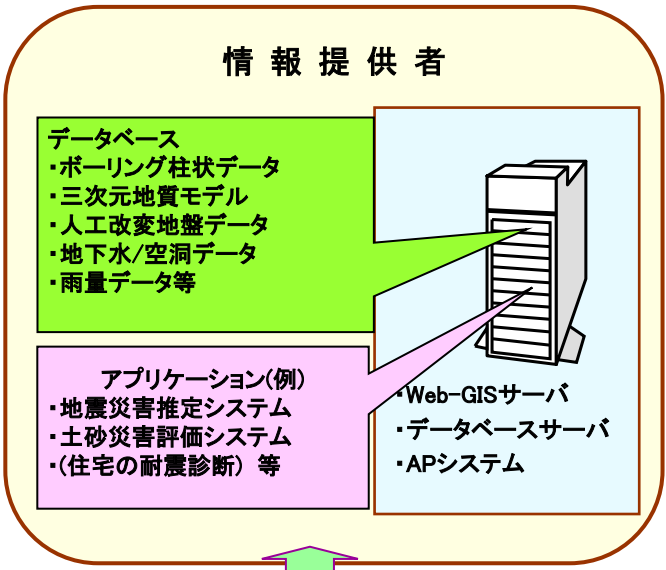 情 報 提 供 者
データベース
・ボーリング柱状データ
・三次元地質モデル
・人工改変地盤データ
・地下水/空洞データ
・雨量データ等
アプリケーション(例)
・地震災害推定システム
・土砂災害評価システム
・(住宅の耐震診断) 等
・Web-GISサーバ
・データベースサーバ
・APシステム